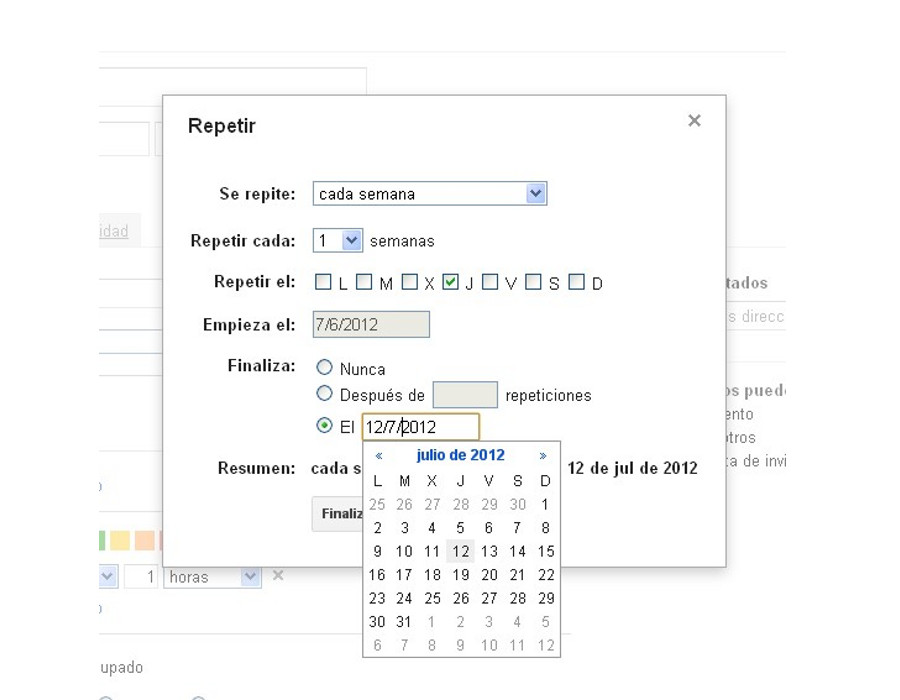 Repetir ×
Se repite: cada semana
Repetir cada: 1 semanas
idad
Repetir el: L M X J V S D
tados
s direcc
Empieza el: 7/6/2012
Finaliza: Nunca
Después de repeticiones
os puede
ento
El 12/7/2012
otros
ta de invi
julio de 2012
« »
Resumen: cada s 12 de jul de 2012
L M X J V S D
25 26 27 28 29 30 1
Finaliz
2 3 4 5 6 7 8
9 10 11 12 13 14 15
16 17 18 19 20 21 22
1 horas ×
23 24 25 26 27 28 29
30 31 1 2 3 4 5
6 7 8 9 10 11 12
upado